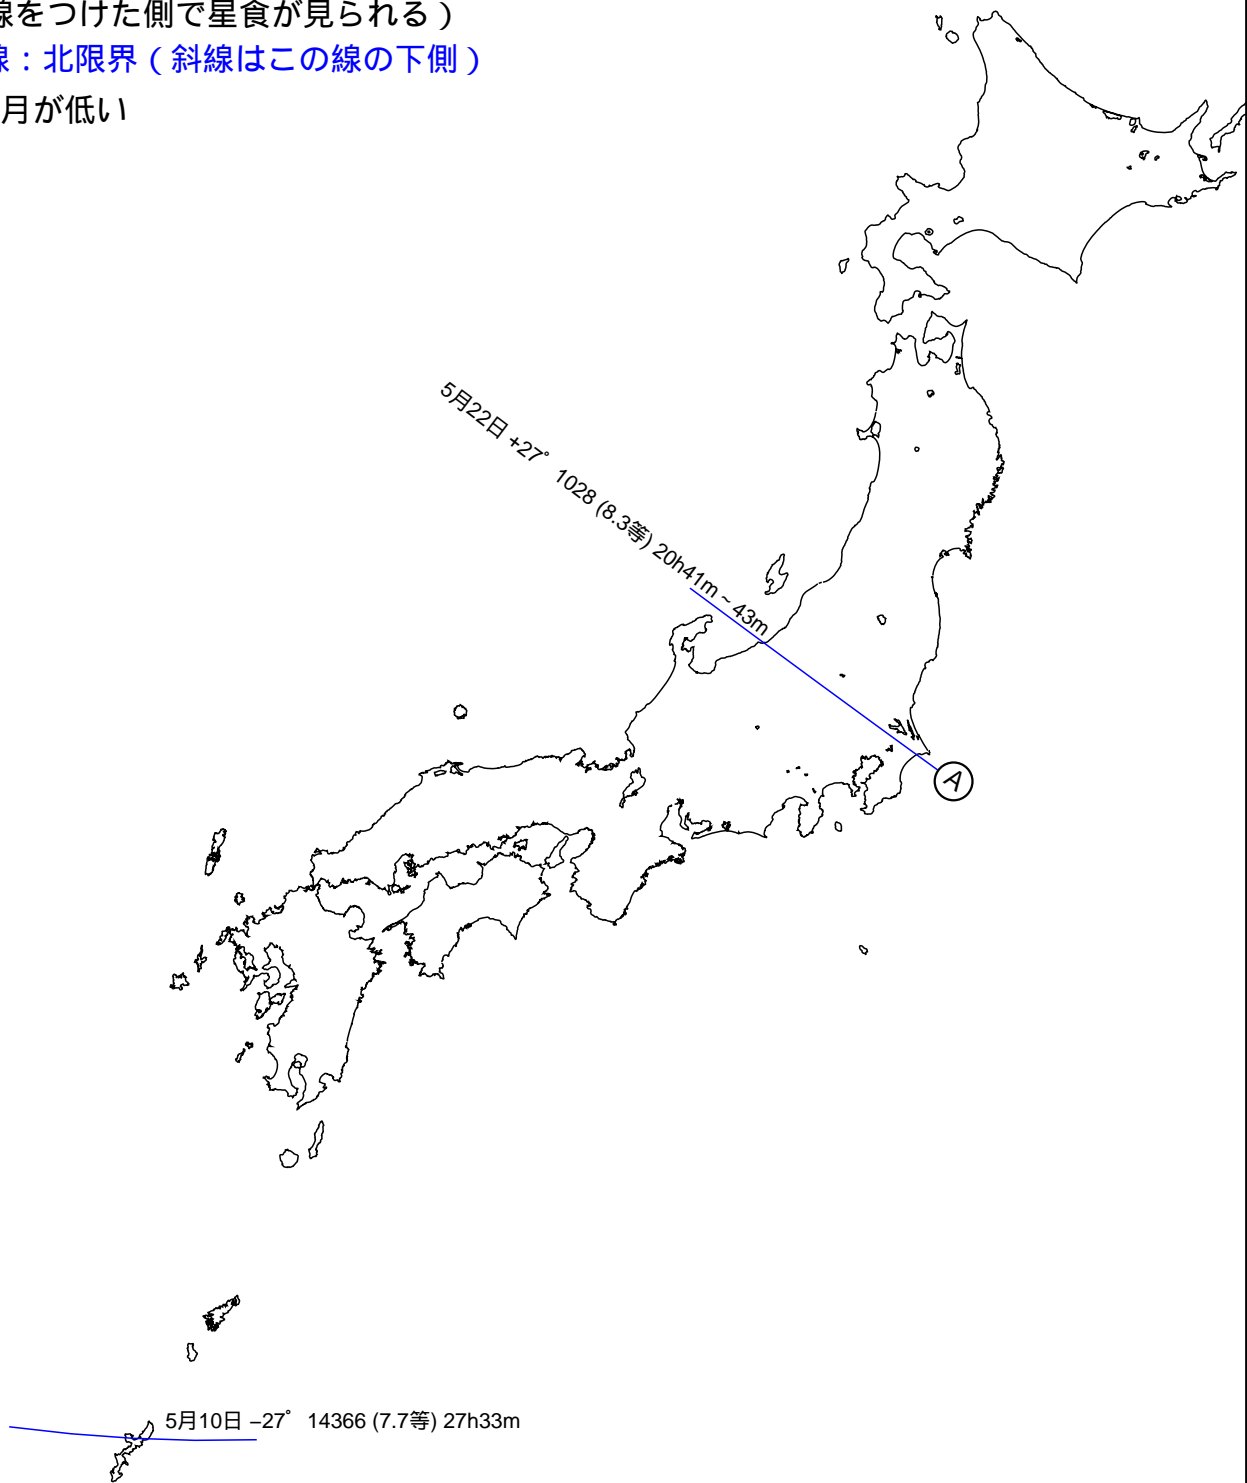 線をつけた側で星食が見られる）
線：北限界（斜線はこの線の下側）
月が低い
5月22日 +27° 1028 (8.3等) 20h41m ~ 43m
A
5月10日 −27° 14366 (7.7等) 27h33m